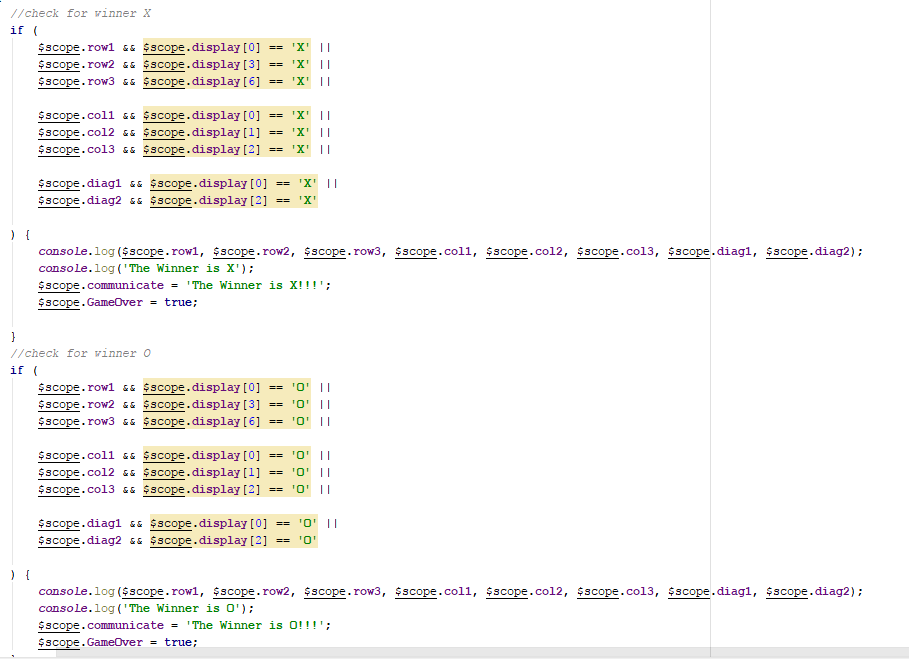 //check for winner X
if (
$scope.row1 && $scope.display[0] == 'X' ||
$scope.row2 && $scope.display[3] == 'X' ||
$scope.row3 && $scope.display[6] == 'X' ||
$scope.col1 && $scope.display[0] == 'X' ||
$scope.col2 && $scope.display[1] == 'X' ||
$scope.col3 && $scope.display[2] == 'X' ||
$scope.diag1 && $scope.display[0] == 'X' ||
$scope.diag2 && $scope.display[2] == 'X'
) {
console.log($scope.row1, $scope.row2, $scope.row3, $scope.col1, $scope.col2, $scope.col3, $scope.diag1, $scope.diag2);
console.log('The Winner is X');
$scope.communicate = 'The Winner is X!!!';
$scope.GameOver = true;
}
//check for winner O
if (
$scope.row1 && $scope.display[0] == 'O' ||
$scope.row2 && $scope.display[3] == 'O' ||
$scope.row3 && $scope.display[6] == 'O' ||
$scope.col1 && $scope.display[0] == 'O' ||
$scope.col2 && $scope.display[1] == 'O' ||
$scope.col3 && $scope.display[2] == 'O' ||
$scope.diag1 && $scope.display[0] == 'O' ||
$scope.diag2 && $scope.display[2] == 'O'
) {
console.log($scope.row1, $scope.row2, $scope.row3, $scope.col1, $scope.col2, $scope.col3, $scope.diag1, $scope.diag2);
console.log('The Winner is O');
$scope.communicate = 'The Winner is O!!!';
$scope.GameOver = true;